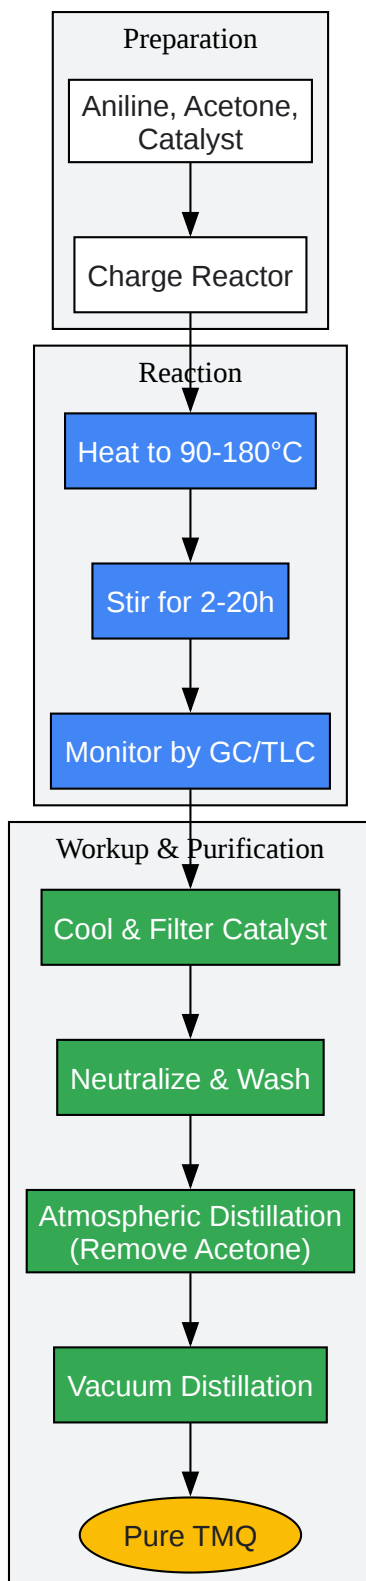 Preparation
Aniline, Acetone,
Catalyst
Charge Reactor
Reaction
Heat to 90-180°C
Stir for 2-20h
Monitor by GC/TLC
Workup & Purification
Cool & Filter Catalyst
Neutralize & Wash
Atmospheric Distillation
(Remove Acetone)
Vacuum Distillation
Pure TMQ